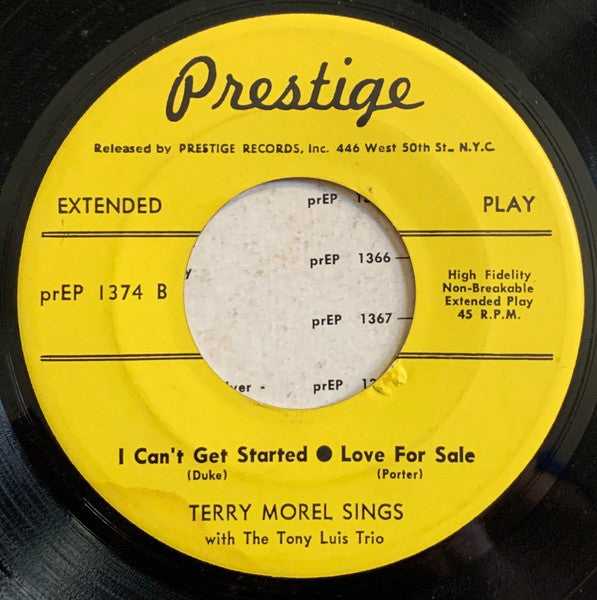 Prestige
Released by PRESTIGE RECORDS, Inc. 446 West 50th St., N.Y.C
EXTENDED PLAY
prEP
prEP 1366
prEP 1374 B
High Fidelity
Non-Breakable
Extended Play
45 R.P.M.
prEP 1367
prEP
I Can't Get Started ● Love For Sale
(Duke) (Porter)
TERRY MOREL SINGS
with The Tony Luis Trio